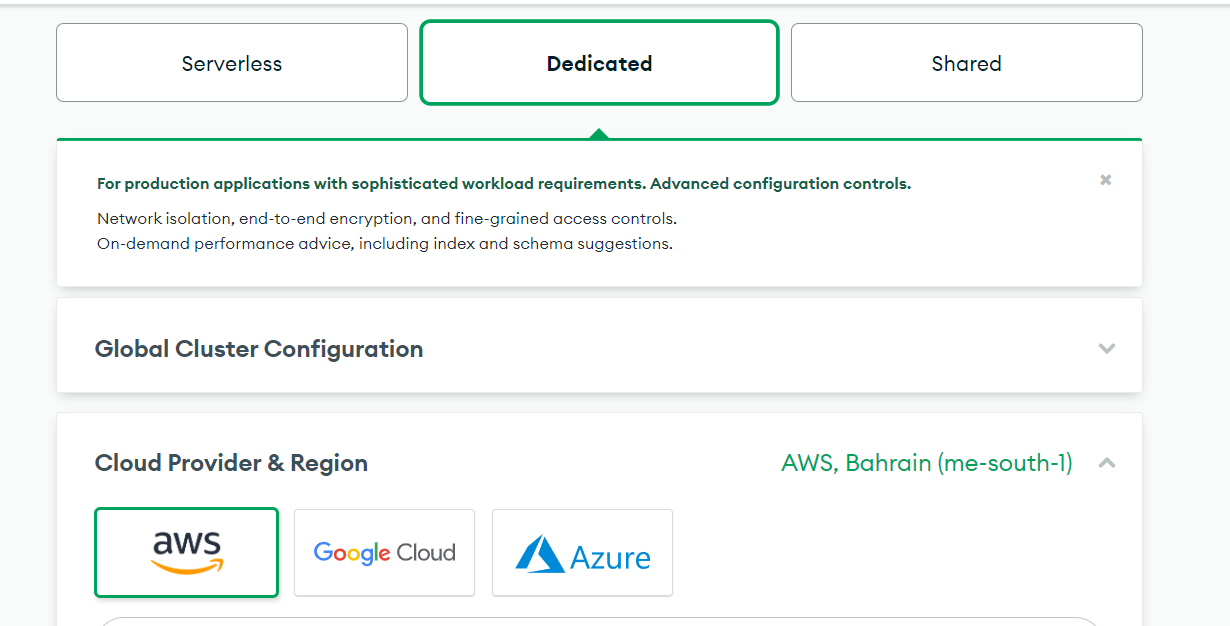 Serverless
Dedicated
Shared
For production applications with sophisticated workload requirements. Advanced configuration controls.
Network isolation, end-to-end encryption, and fine-grained access controls.
On-demand performance advice, including index and schema suggestions.
Global Cluster Configuration
Cloud Provider & Region
AWS, Bahrain (me-south-1)
aws
Google Cloud
Azure